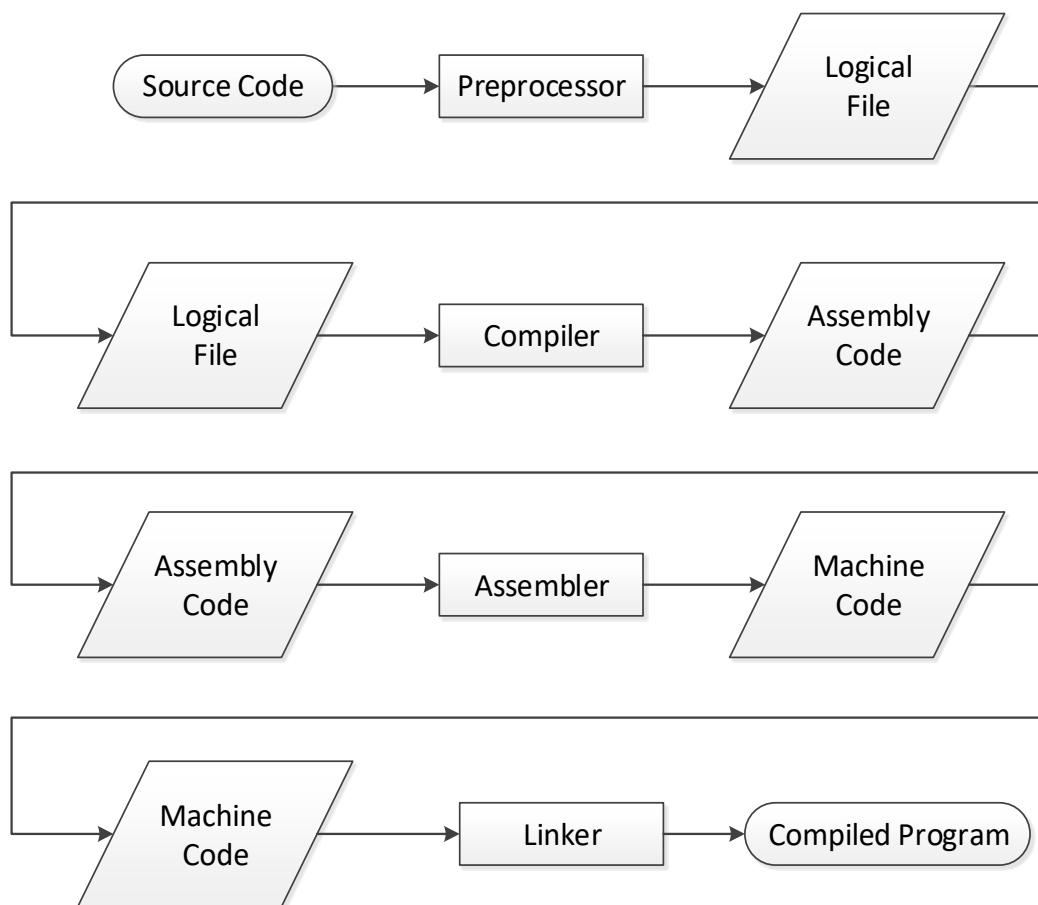 Source Code
Preprocessor
Logical
File
Logical
File
Compiler
Assembly
Code
Assembly
Code
Assembler
Machine
Code
Machine
Code
Linker
Compiled Program